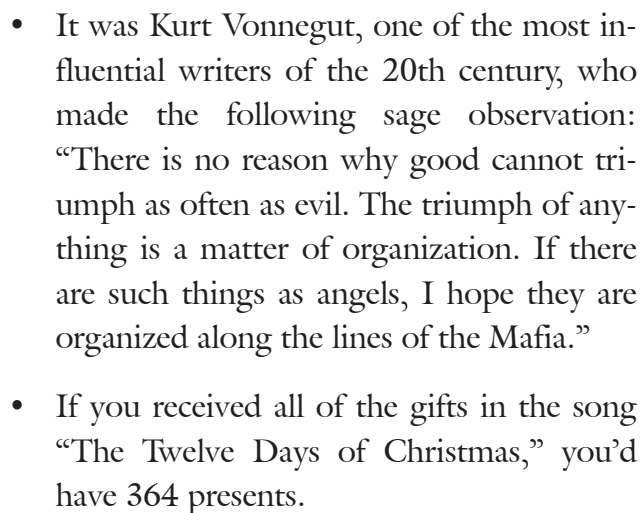 • It was Kurt Vonnegut, one of the most in-
fluential writers of the 20th century, who
made the following sage observation:
“There is no reason why good cannot tri-
umph as often as evil. The triumph of any-
thing is a matter of organization. If there
are such things as angels, I hope they are
organized along the lines of the Mafia.”
• If you received all of the gifts in the song
“The Twelve Days of Christmas,” you’d
have 364 presents.